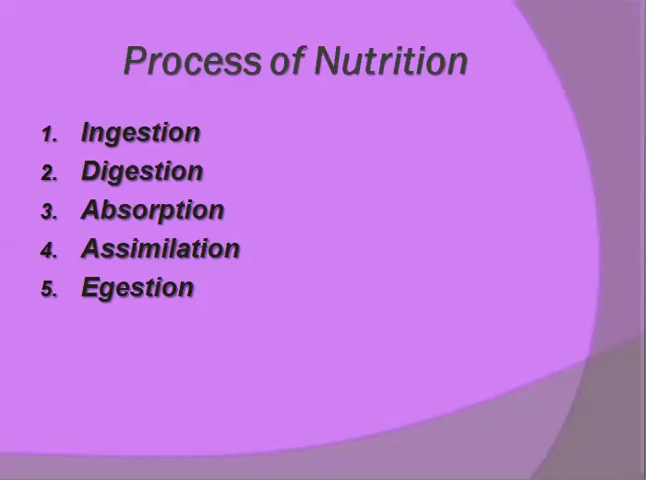 Process of Nutrition
1. Ingestion
2. Digestion
3. Absorption
4. Assimilation
5. Egestion